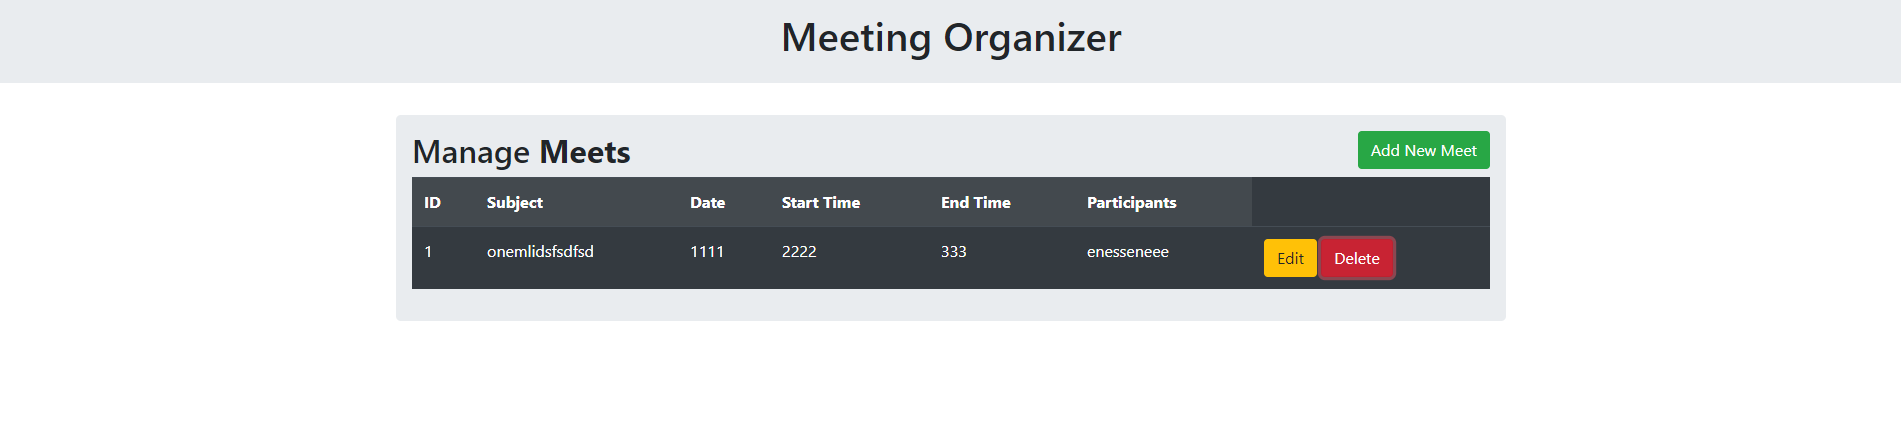 Meeting Organizer
Manage Meets
Add New Meet
ID Subject Date Start Time End Time Participants
1 onemlidsfsdfsd 1111 2222 333 enesseneee Edit Delete